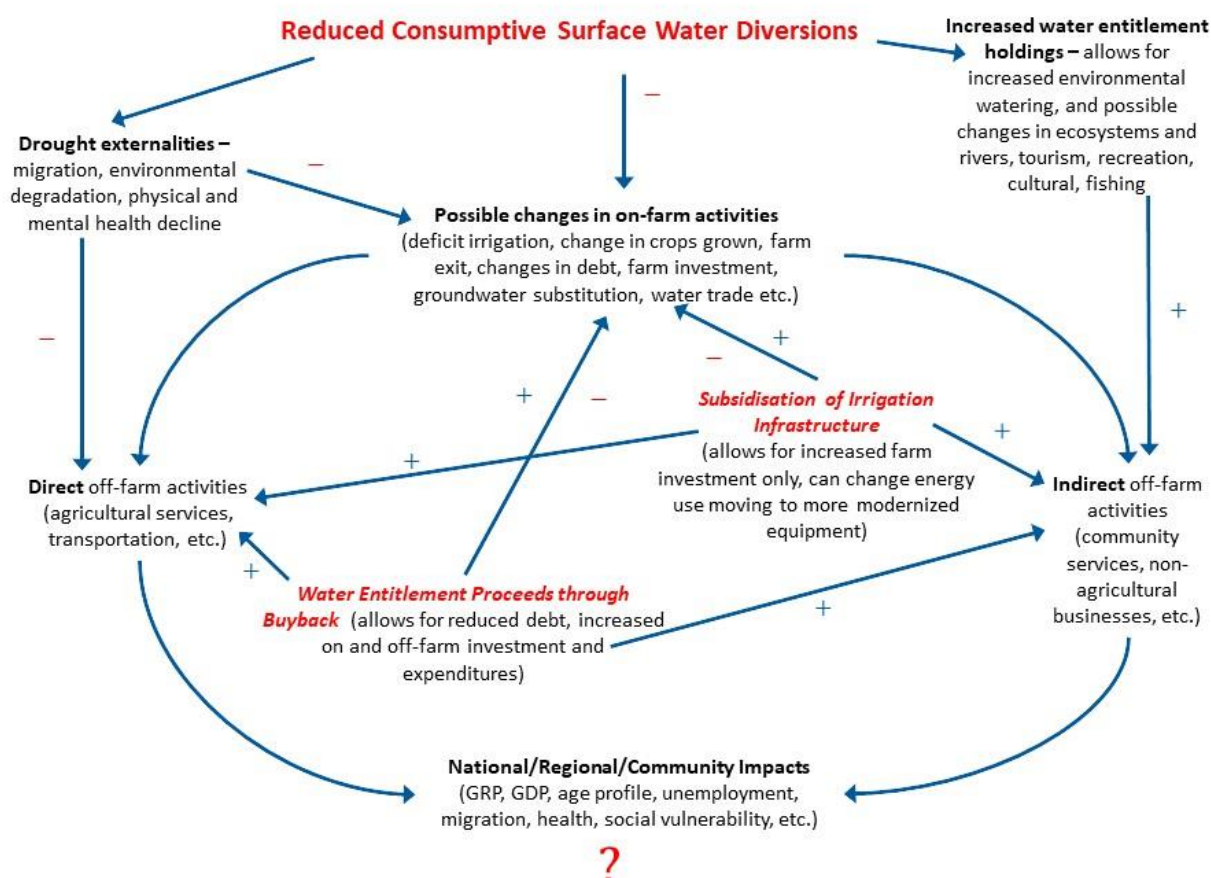 Reduced Consumptive Surface Water Diversions
Increased water entitlement
holdings – allows for
increased environmental
watering, and possible
changes in ecosystems and
rivers, tourism, recreation,
cultural, fishing
–
Drought externalities –
migration, environmental
degradation, physical and
mental health decline
–
Possible changes in on-farm activities
(deficit irrigation, change in crops grown, farm
exit, changes in debt, farm investment,
groundwater substitution, water trade etc.)
–
+
+
–
+
–
Subsidisation of Irrigation
Infrastructure
(allows for increased farm
investment only, can change energy
use moving to more modernized
equipment)
+
+
Direct off-farm activities
(agricultural services,
transportation, etc.)
Indirect off-farm
activities
(community
services, non-
agricultural
businesses, etc.)
+
Water Entitlement Proceeds through
Buyback (allows for reduced debt, increased
on and off-farm investment and
expenditures)
+
National/Regional/Community Impacts
(GRP, GDP, age profile, unemployment,
migration, health, social vulnerability, etc.)
?